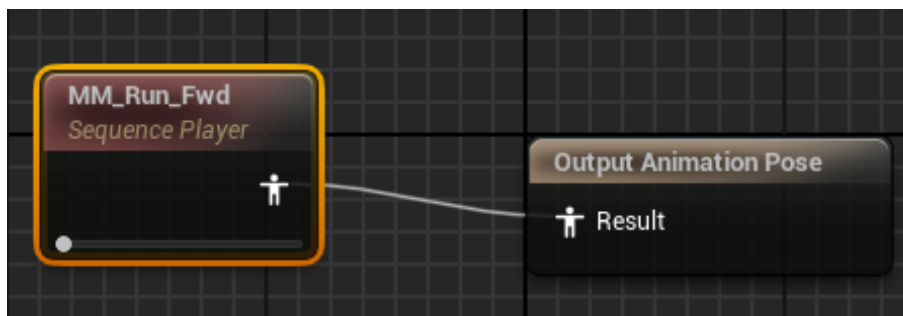 MM_Run_Fwd
Sequence Player
Output Animation Pose
Result